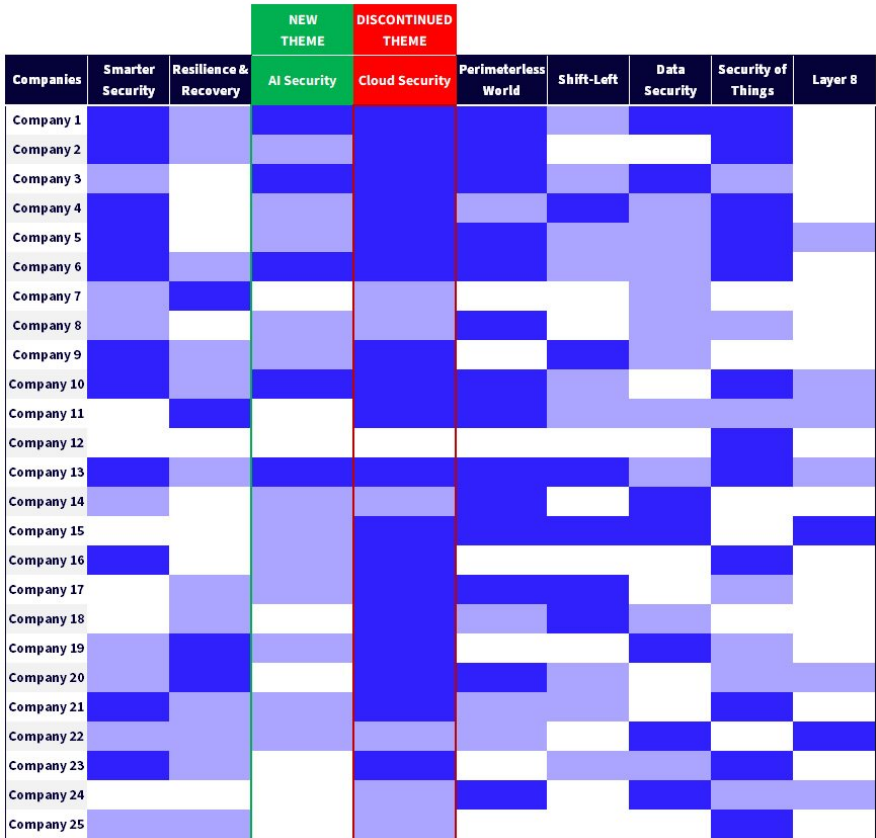 NEW
THEME
DISCONTINUED
THEME
Companies
Smarter
Security
Resilience &
Recovery
AI Security
Cloud Security
Perimeterless
World
Shift-Left
Data
Security
Security of
Things
Layer 8
Company 1
Company 2
Company 3
Company 4
Company 5
Company 6
Company 7
Company 8
Company 9
Company 10
Company 11
Company 12
Company 13
Company 14
Company 15
Company 16
Company 17
Company 18
Company 19
Company 20
Company 21
Company 22
Company 23
Company 24
Company 25